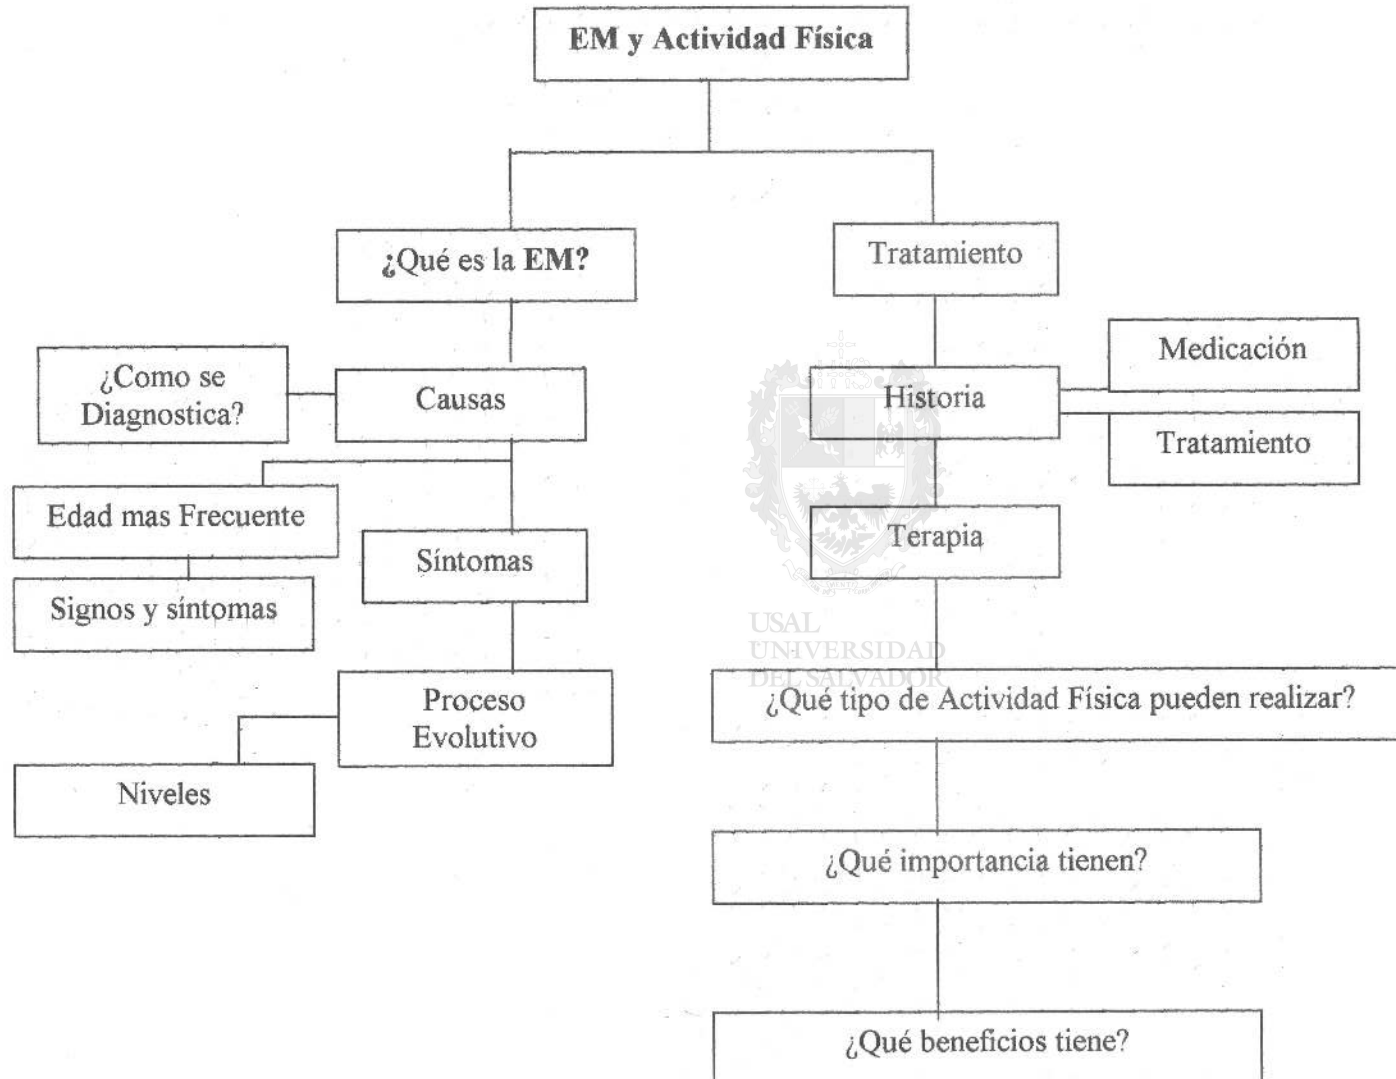 EM y Actividad Física
¿Qué es la EM?
Tratamiento
¿Como se
Diagnostica?
Causas
Historia
Medicación
Tratamiento
Edad mas Frecuente
Síntomas
Terapia
Signos y síntomas
USAL
UNIVERSIDAD
DEL SALVADOR
Proceso
Evolutivo
¿Qué tipo de Actividad Física pueden realizar?
Niveles
¿Qué importancia tienen?
¿Qué beneficios tiene?